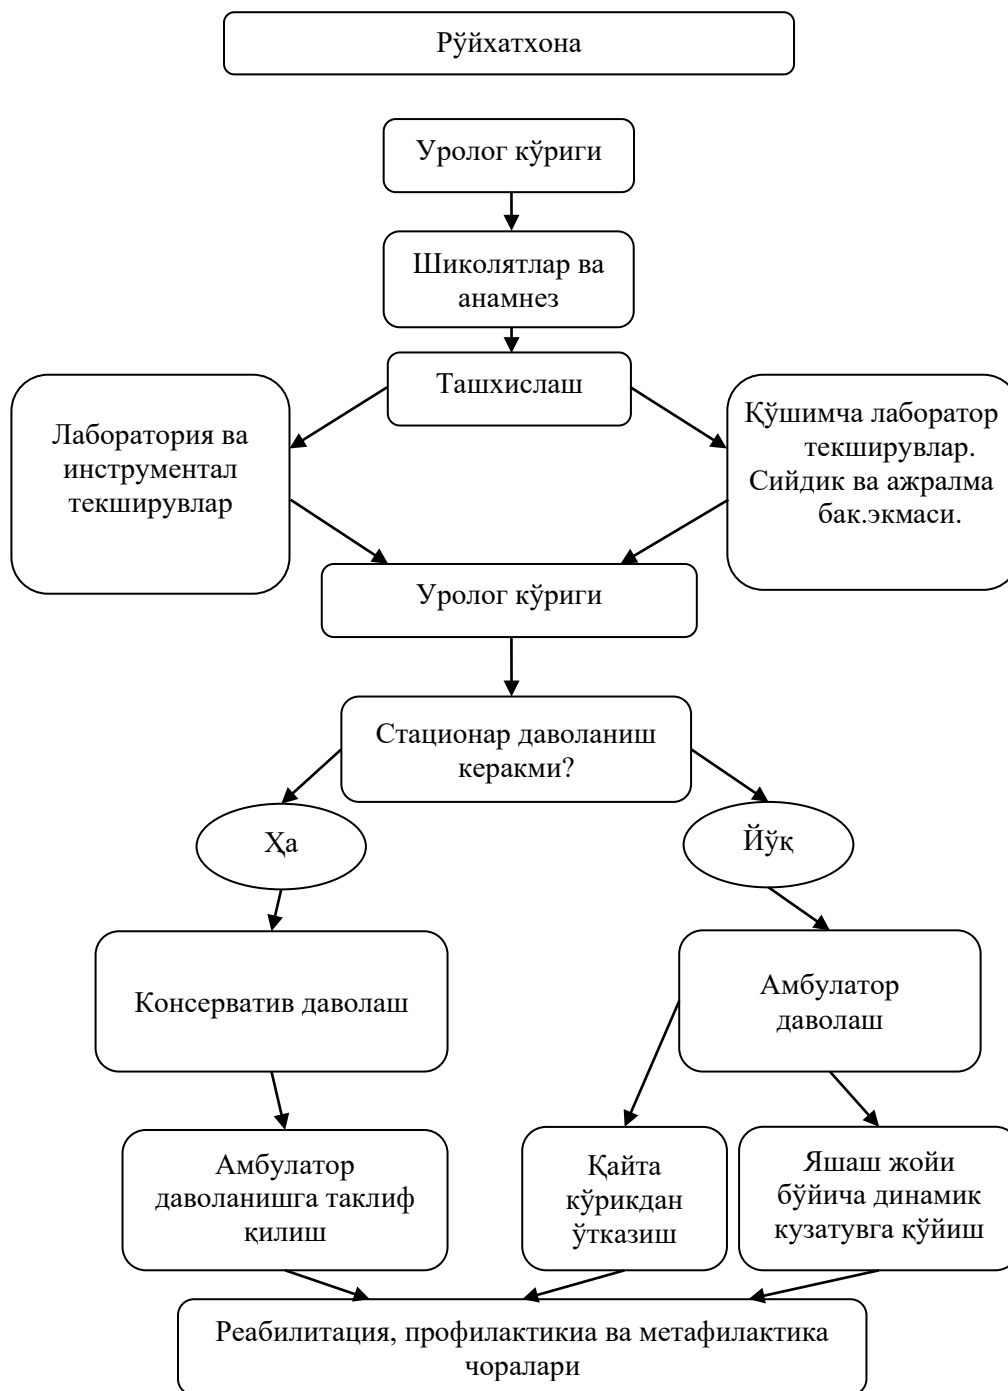 Рўйхатхона
Уролог кўриги
Шиколятлар ва
анамнез
Ташхислаш
Лаборатория ва
инструментал
текширувлар
Қўшимча лаборатор
текширувлар.
Сийдик ва ажралма
бак.экмаси.
Уролог кўриги
Стационар даволаниш
керакми?
Ҳа
Йўқ
Консерватив даволаш
Амбулатор
даволаш
Амбулатор
даволанишга таклиф
қилиш
Қайта
кўрикдан
ўтказиш
Яшаш жойи
бўйича динамик
кузатувга қўйиш
Реабилитация, профилактикиа ва метафилактика
чоралари